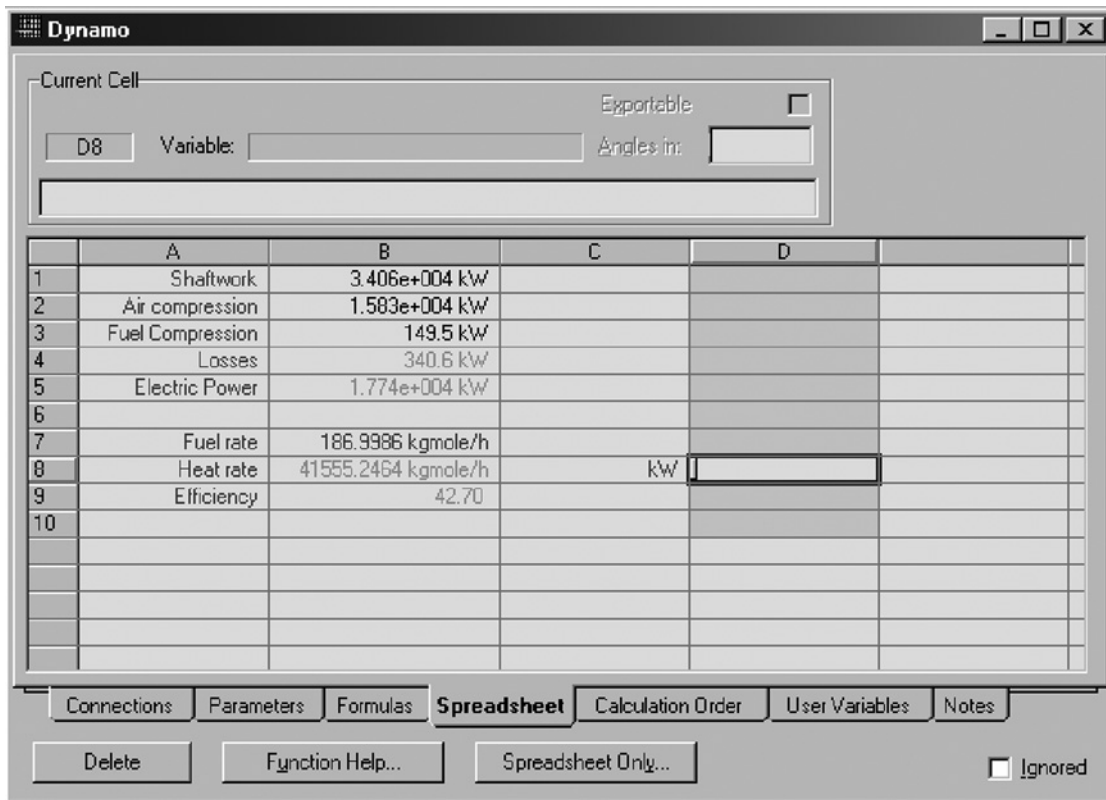 Dynamo
Current Cell
Exportable
D8 Variable: Angles in:
A B C D
1 Shaftwork 3.406e+004 kW
2 Air compression 1.583e+004 kW
3 Fuel Compression 149.5 kW
4 Losses 340.6 kW
5 Electric Power 1.774e+004 kW
6
7 Fuel rate 186.9986 kgmole/h
8 Heat rate 41555.2464 kgmole/h kW
9 Efficiency 42.70
10
Connections Parameters Formulas Spreadsheet Calculation Order User Variables Notes
Delete Function Help... Spreadsheet Only... Ignored